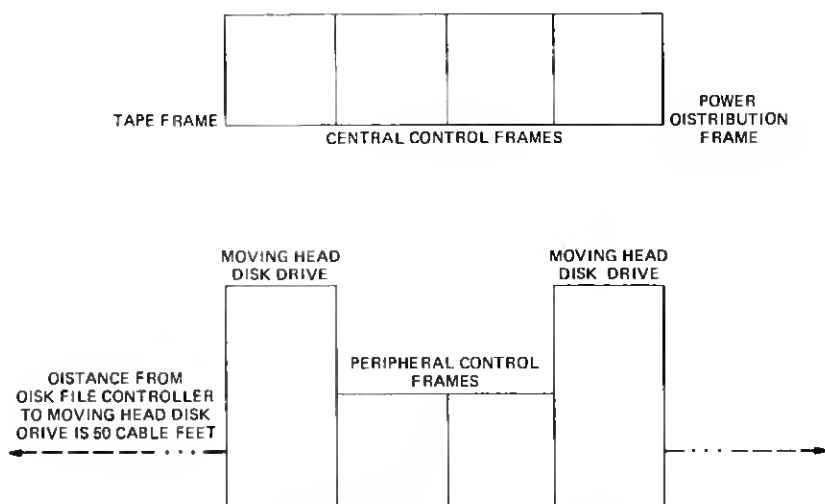 TAPE FRAME
CENTRAL CONTROL FRAMES
POWER
OISTRIBUTION
FRAME
MOVING HEAD
DISK DRIVE
MOVING HEAD
DISK DRIVE
PERIPHERAL CONTROL
FRAMES
OISTANCE FROM
OISK FILE CONTROLLER
TO MOVING HEAD DISK
ORIVE IS 50 CABLE FEET